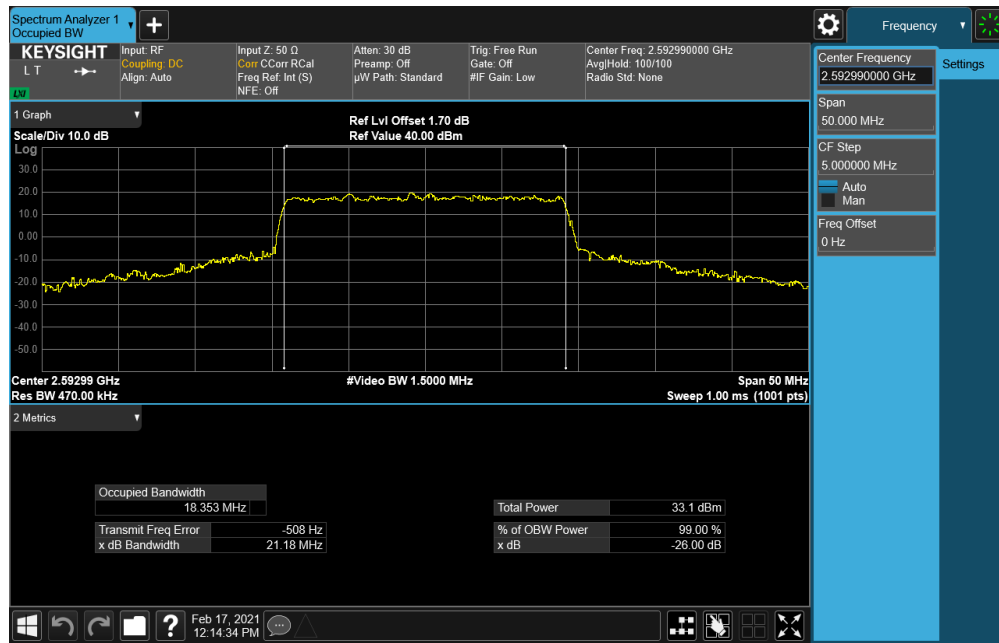 Spectrum Analyzer 1
Occupied BW
Frequency
KEYSIGHT
L T
LXI
Input: RF
Coupling: DC
Align: Auto
Input Z: 50 Ω
Corr CCorr RCal
Freq Ref: Int (S)
NFE: Off
Atten: 30 dB
Preamp: Off
µW Path: Standard
Trig: Free Run
Gate: Off
#IF Gain: Low
Center Freq: 2.592990000 GHz
Avg|Hold: 100/100
Radio Std: None
Center Frequency
2.592990000 GHz
Settings
Span
50.000 MHz
CF Step
5.000000 MHz
Auto
Man
Freq Offset
0 Hz
1 Graph
Scale/Div 10.0 dB
Ref Lvl Offset 1.70 dB
Ref Value 40.00 dBm
Log
30.0
20.0
10.0
0.00
-10.0
-20.0
-30.0
-40.0
-50.0
Center 2.59299 GHz
#Video BW 1.5000 MHz
Span 50 MHz
Res BW 470.00 kHz
Sweep 1.00 ms (1001 pts)
2 Metrics
Occupied Bandwidth
18.353 MHz
Total Power 33.1 dBm
Transmit Freq Error -508 Hz
% of OBW Power 99.00 %
x dB Bandwidth 21.18 MHz
x dB -26.00 dB
?
Feb 17, 2021
12:14:34 PM